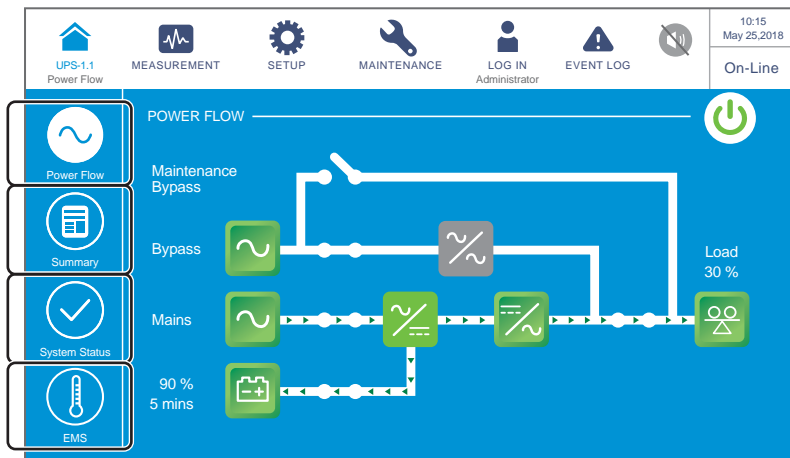 10:15
May 25,2018
UPS-1.1
Power Flow
MEASUREMENT
SETUP
MAINTENANCE
LOG IN
Administrator
EVENT LOG
On-Line
Power Flow
Summary
System Status
EMS
POWER FLOW
Maintenance
Bypass
Bypass
Load
30 %
Mains
90 %
5 mins